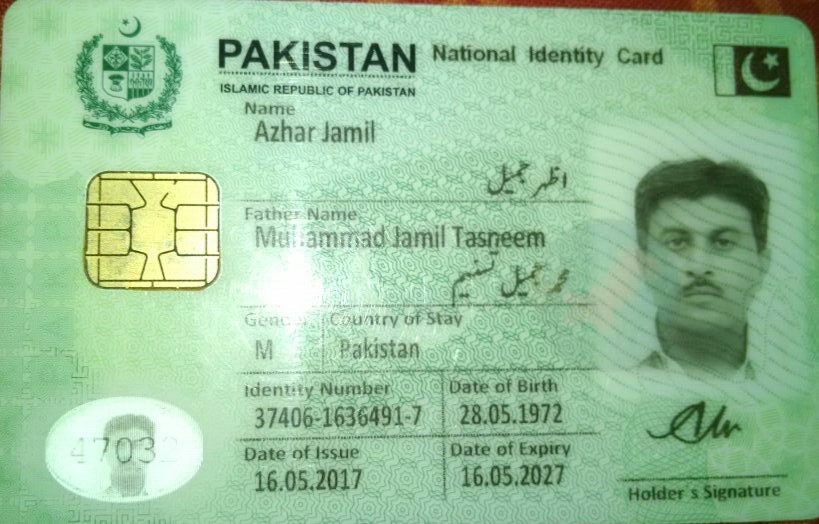 PAKISTAN National Identity Card
ISLAMIC REPUBLIC OF PAKISTAN
Name
Azhar Jamil
اظہر جمیل
Father Name
Muhammad Jamil Tasneem
محمد جمیل تسنیم
Gender Country of Stay
M Pakistan
Identity Number Date of Birth
37406-1636491-7 28.05.1972
Date of Issue Date of Expiry
16.05.2017 16.05.2027
Holder's Signature